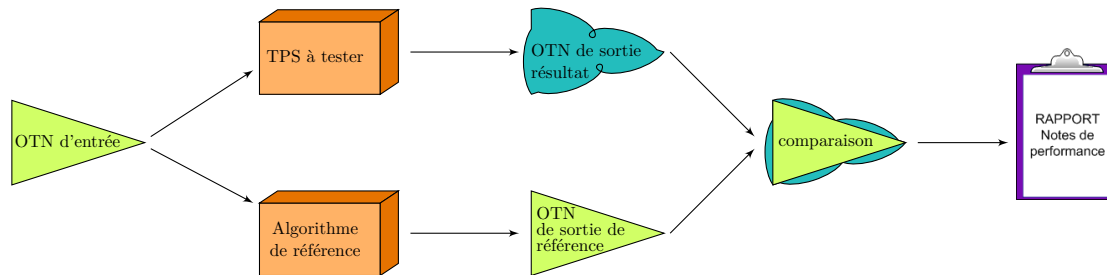 OTN d'entrée
TPS à tester
OTN de sortie
résultat
Algorithme
de référence
OTN
de sortie de
référence
comparaison
RAPPORT
Notes de
performance